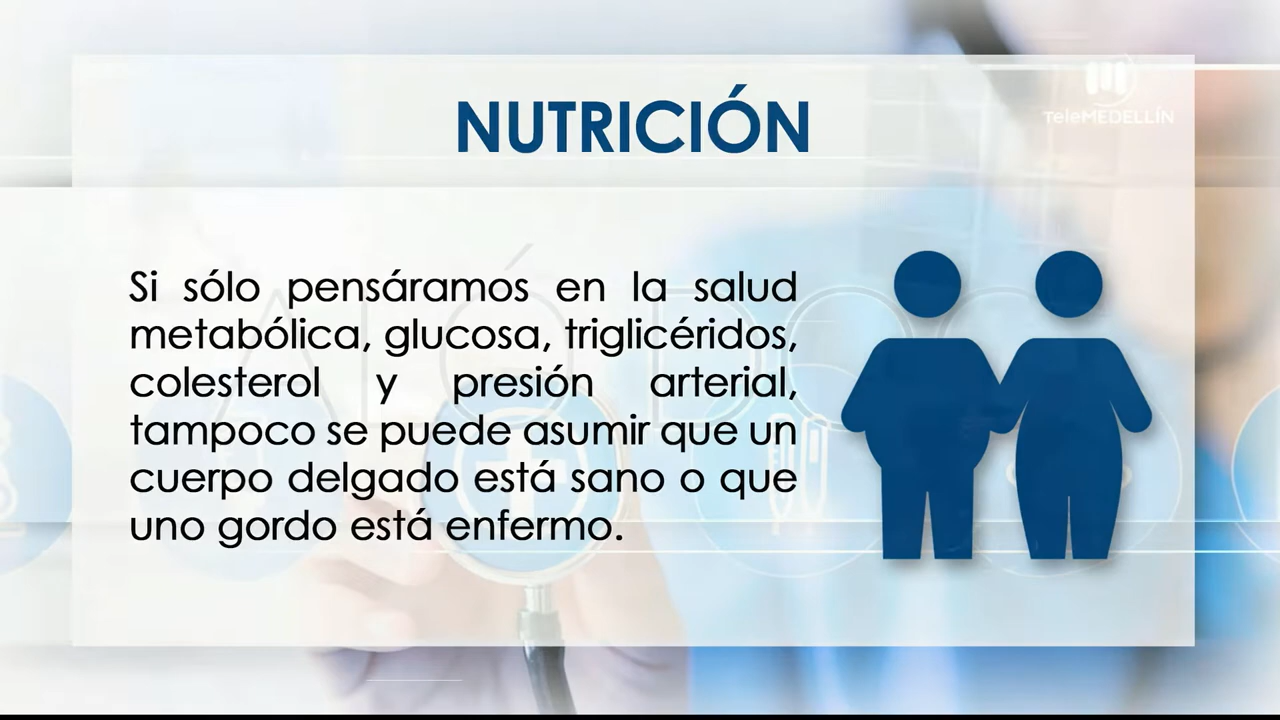 TeleMEDELLÍN
NUTRICIÓN
Si sólo pensáramos en la salud
metabólica, glucosa, triglicéridos,
colesterol y presión arterial,
tampoco se puede asumir que un
cuerpo delgado está sano o que
uno gordo está enfermo.